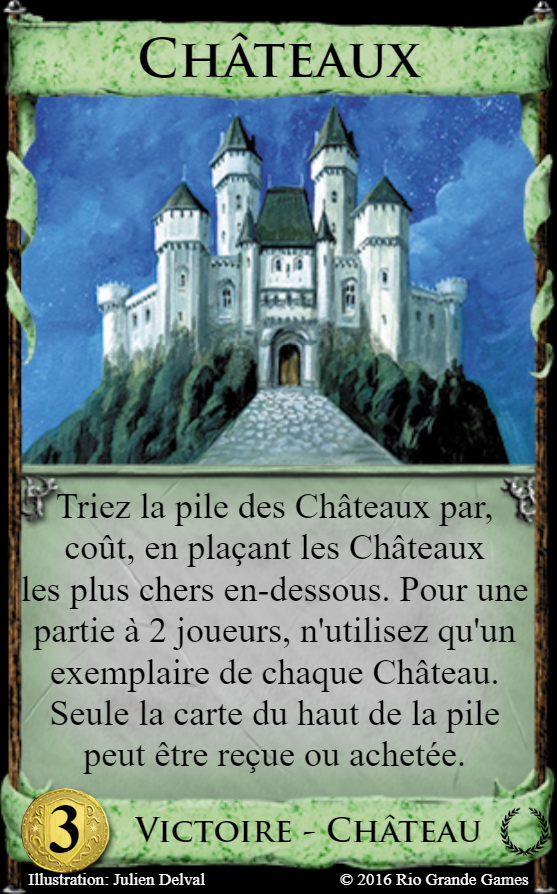 CHÂTEAUX
Triez la pile des Châteaux par,
coût, en plaçant les Châteaux
les plus chers en-dessous. Pour une
partie à 2 joueurs, n'utilisez qu'un
exemplaire de chaque Château.
Seule la carte du haut de la pile
peut être reçue ou achetée.
3
VICTOIRE - CHÂTEAU
Illustration: Julien Delval
© 2016 Rio Grande Games